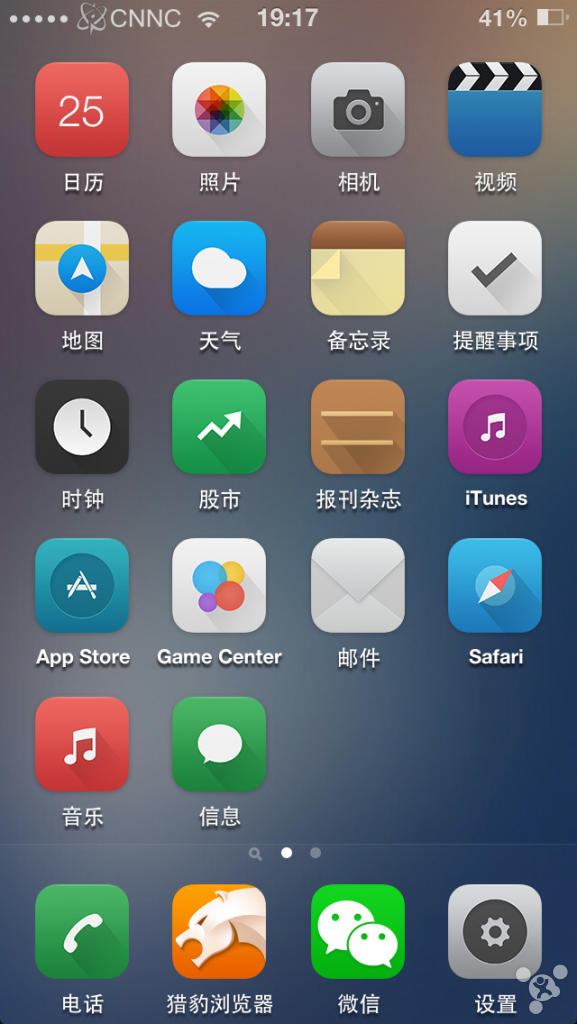 CNNC 19:17 41%
25
日历 照片 相机 视频
地图 天气 备忘录 提醒事项
时钟 股市 报刊杂志 iTunes
App Store Game Center 邮件 Safari
音乐 信息
电话 猎豹浏览器 微信 设置